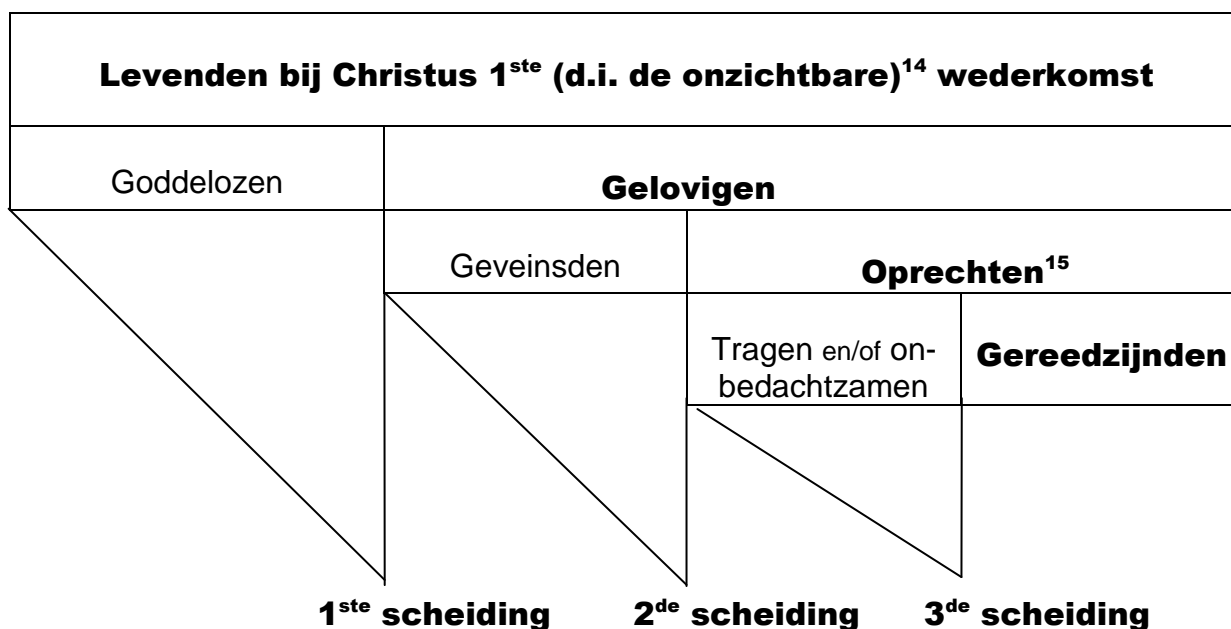 Levenden bij Christus 1ste (d.i. de onzichtbare)14 wederkomst
Goddelozen Gelovigen
Geveinsden Oprechten15
Tragen en/of on-
bedachtzamen
Gereedzijnden
1ste scheiding 2de scheiding 3de scheiding